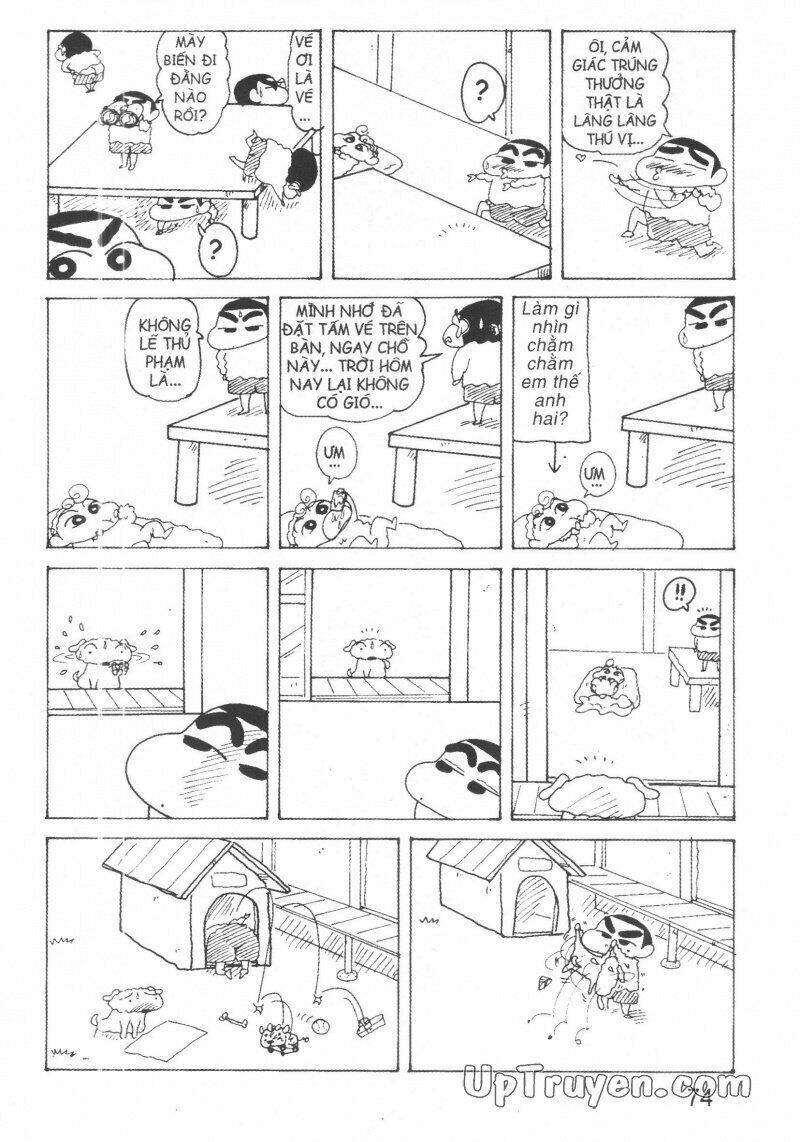 ÔI, CẢM
GIÁC TRÚNG
THƯỞNG
THẬT LÀ
LÂNG LÂNG
THÚ VỊ...
?
VÉ
ƠI
LÀ
VÉ
...
MÀY
BIẾN ĐI
ĐẰNG
NÀO
RỒI?
?
Làm gì
nhìn
chằm
chằm
em thế
anh
hai?
ƯM...
MÌNH NHỚ ĐÃ
ĐẶT TẤM VÉ TRÊN
BÀN, NGAY CHỖ
NÀY... TRỜI HÔM
NAY LẠI KHÔNG
CÓ GIÓ...
ƯM
...
KHÔNG
LẼ THỦ
PHẠM
LÀ...
!!
UpTruyen.com
74